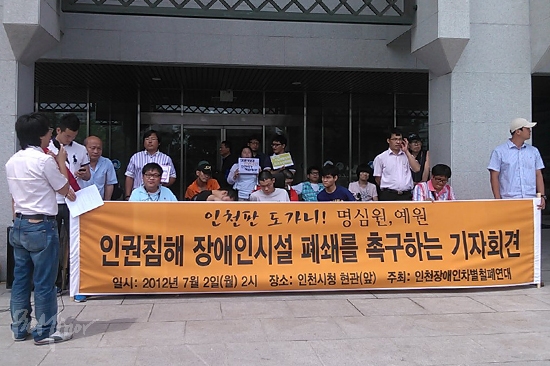 인천판 도가니! 명심원, 예원
인권침해 장애인시설 폐쇄를 촉구하는 기자회견
일시: 2012년 7월 2일(월) 2시 장소: 인천시청 현관(앞) 주최: 인천장애인차별철폐연대